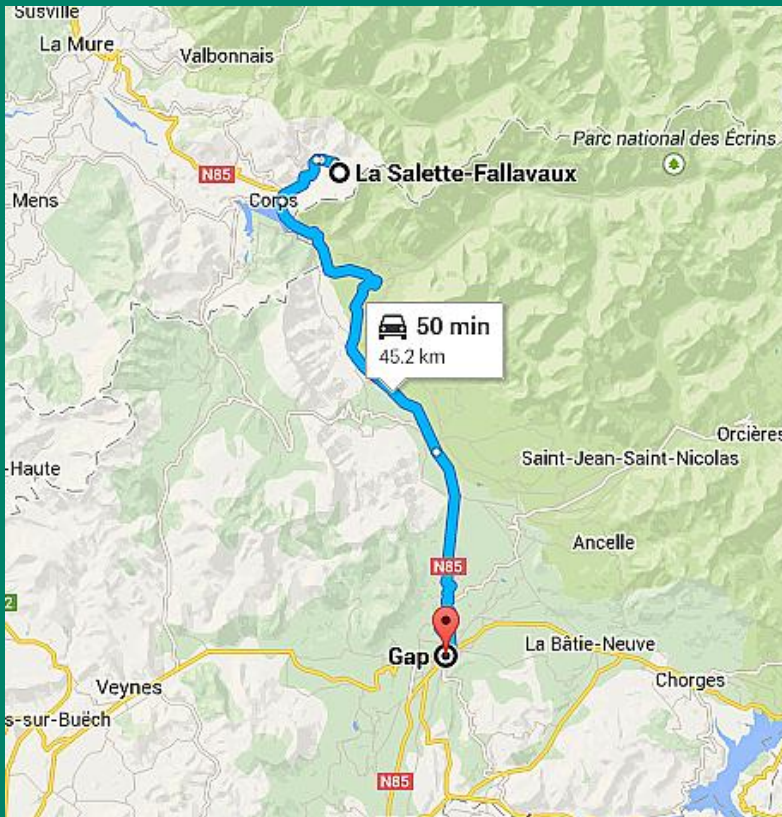 Susville
La Mure
Valbonnais
Parc national des Écrins
N85
La Salette-Fallavaux
Mens
Corps
50 min
45.2 km
Orcières
-Haute
Saint-Jean-Saint-Nicolas
Ancelle
N85
2
Gap
La Bâtie-Neuve
Chorges
Veynes
s-sur-Buëch
N85